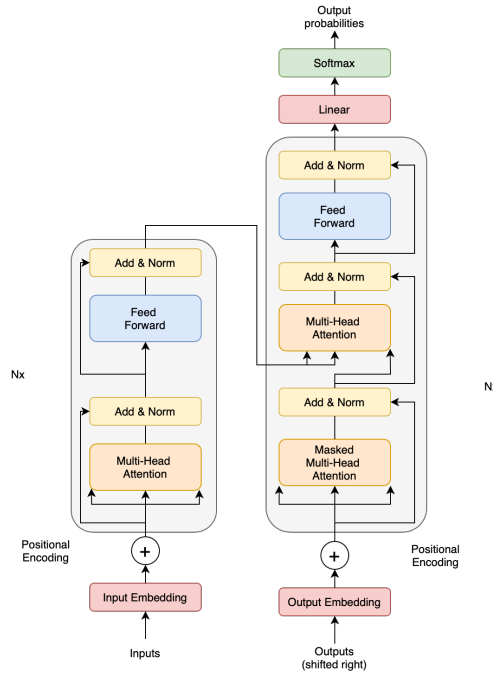 Output
probabilities
Softmax
Linear
Add & Norm
Feed
Forward
Add & Norm
Multi-Head
Attention
Add & Norm
Masked
Multi-Head
Attention
Nx
Positional
Encoding
Output Embedding
Outputs
(shifted right)
Add & Norm
Feed
Forward
Nx
Add & Norm
Multi-Head
Attention
Positional
Encoding
Input Embedding
Inputs